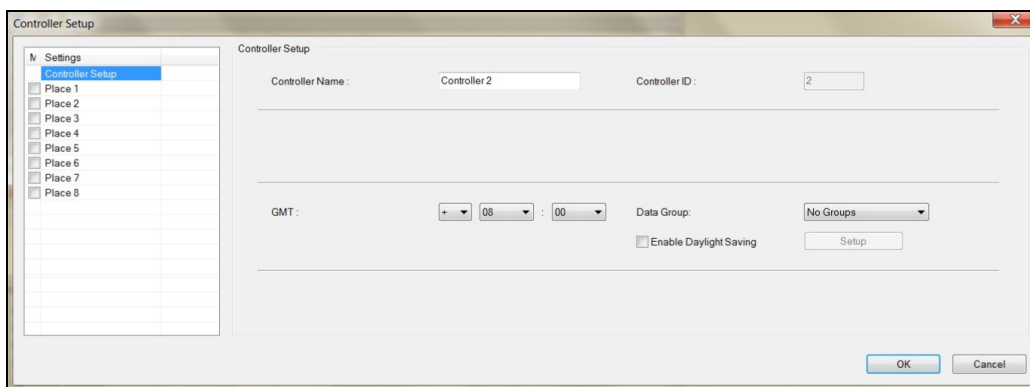 Controller Setup
M Settings
Controller Setup
Place 1
Place 2
Place 3
Place 4
Place 5
Place 6
Place 7
Place 8
Controller Setup
Controller Name : Controller 2 Controller ID : 2
GMT : + 08 : 00 Data Group: No Groups
Enable Daylight Saving Setup
OK Cancel